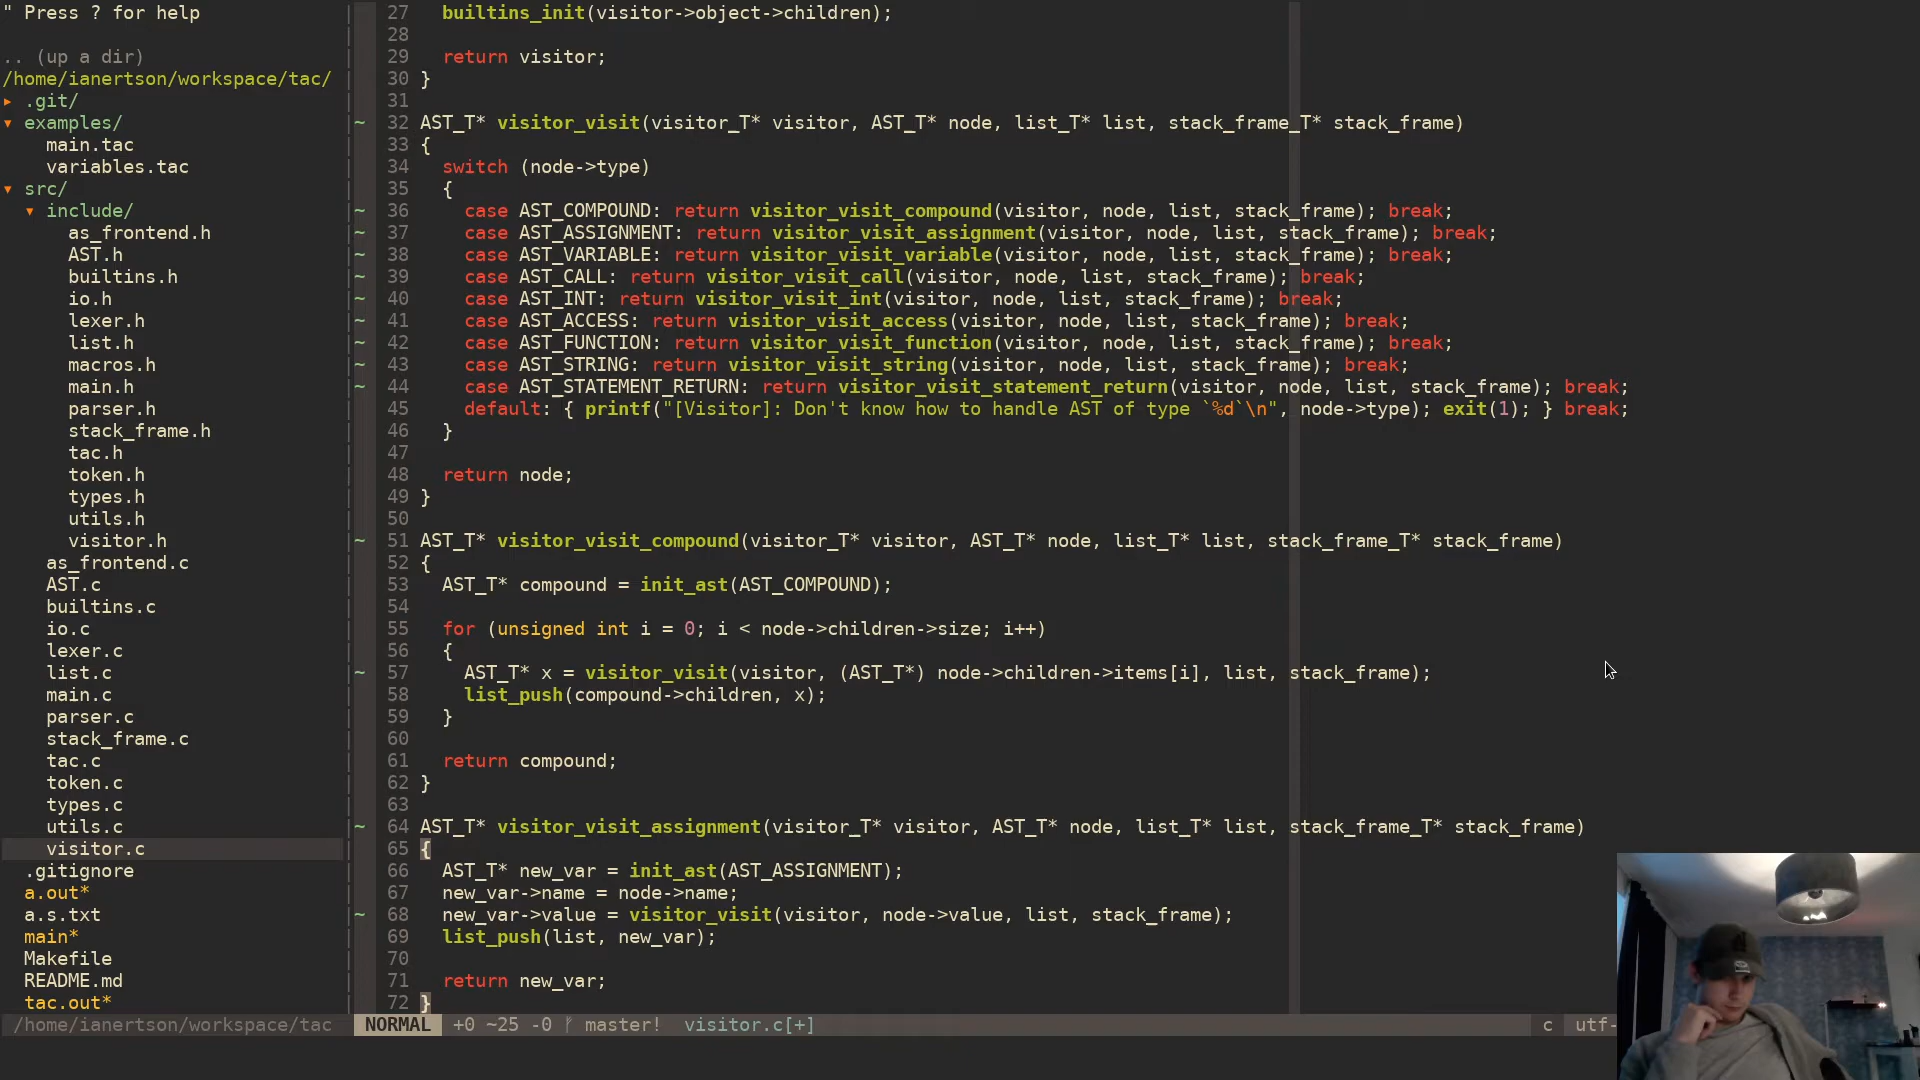 " Press ? for help
.. (up a dir)
/home/ianertson/workspace/tac/
▸ .git/
▾ examples/
main.tac
variables.tac
▾ src/
▾ include/
as_frontend.h
AST.h
builtins.h
io.h
lexer.h
list.h
macros.h
main.h
parser.h
stack_frame.h
tac.h
token.h
types.h
utils.h
visitor.h
as_frontend.c
AST.c
builtins.c
io.c
lexer.c
list.c
main.c
parser.c
stack_frame.c
tac.c
token.c
types.c
utils.c
visitor.c
.gitignore
a.out*
a.s.txt
main*
Makefile
README.md
tac.out*
/home/ianertson/workspace/tac
27 builtins_init(visitor->object->children);
28
29 return visitor;
30 }
31
~ 32 AST_T* visitor_visit(visitor_T* visitor, AST_T* node, list_T* list, stack_frame_T* stack_frame)
33 {
34 switch (node->type)
35 {
~ 36 case AST_COMPOUND: return visitor_visit_compound(visitor, node, list, stack_frame); break;
~ 37 case AST_ASSIGNMENT: return visitor_visit_assignment(visitor, node, list, stack_frame); break;
~ 38 case AST_VARIABLE: return visitor_visit_variable(visitor, node, list, stack_frame); break;
~ 39 case AST_CALL: return visitor_visit_call(visitor, node, list, stack_frame); break;
~ 40 case AST_INT: return visitor_visit_int(visitor, node, list, stack_frame); break;
~ 41 case AST_ACCESS: return visitor_visit_access(visitor, node, list, stack_frame); break;
~ 42 case AST_FUNCTION: return visitor_visit_function(visitor, node, list, stack_frame); break;
~ 43 case AST_STRING: return visitor_visit_string(visitor, node, list, stack_frame); break;
~ 44 case AST_STATEMENT_RETURN: return visitor_visit_statement_return(visitor, node, list, stack_frame); break;
45 default: { printf("[Visitor]: Don't know how to handle AST of type `%d`\n", node->type); exit(1); } break;
46 }
47
48 return node;
49 }
50
~ 51 AST_T* visitor_visit_compound(visitor_T* visitor, AST_T* node, list_T* list, stack_frame_T* stack_frame)
52 {
53 AST_T* compound = init_ast(AST_COMPOUND);
54
55 for (unsigned int i = 0; i < node->children->size; i++)
56 {
~ 57 AST_T* x = visitor_visit(visitor, (AST_T*) node->children->items[i], list, stack_frame);
58 list_push(compound->children, x);
59 }
60
61 return compound;
62 }
63
~ 64 AST_T* visitor_visit_assignment(visitor_T* visitor, AST_T* node, list_T* list, stack_frame_T* stack_frame)
65 {
66 AST_T* new_var = init_ast(AST_ASSIGNMENT);
67 new_var->name = node->name;
~ 68 new_var->value = visitor_visit(visitor, node->value, list, stack_frame);
69 list_push(list, new_var);
70
71 return new_var;
72 }
NORMAL +0 ~25 -0 ᚠ master! visitor.c[+] c utf-